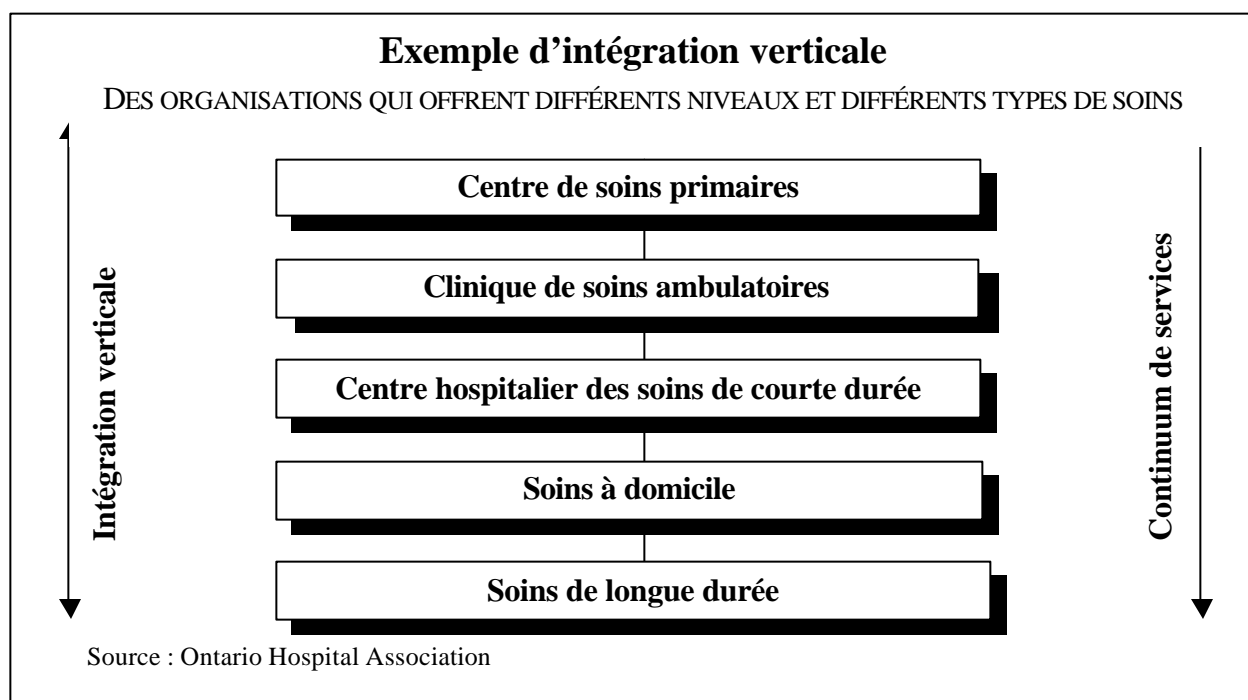 Exemple d'intégration verticale
DES ORGANISATIONS QUI OFFRENT DIFFÉRENTS NIVEAUX ET DIFFÉRENTS TYPES DE SOINS
Intégration verticale
Centre de soins primaires
Clinique de soins ambulatoires
Centre hospitalier des soins de courte durée
Soins à domicile
Soins de longue durée
Continuum de services
Source : Ontario Hospital Association